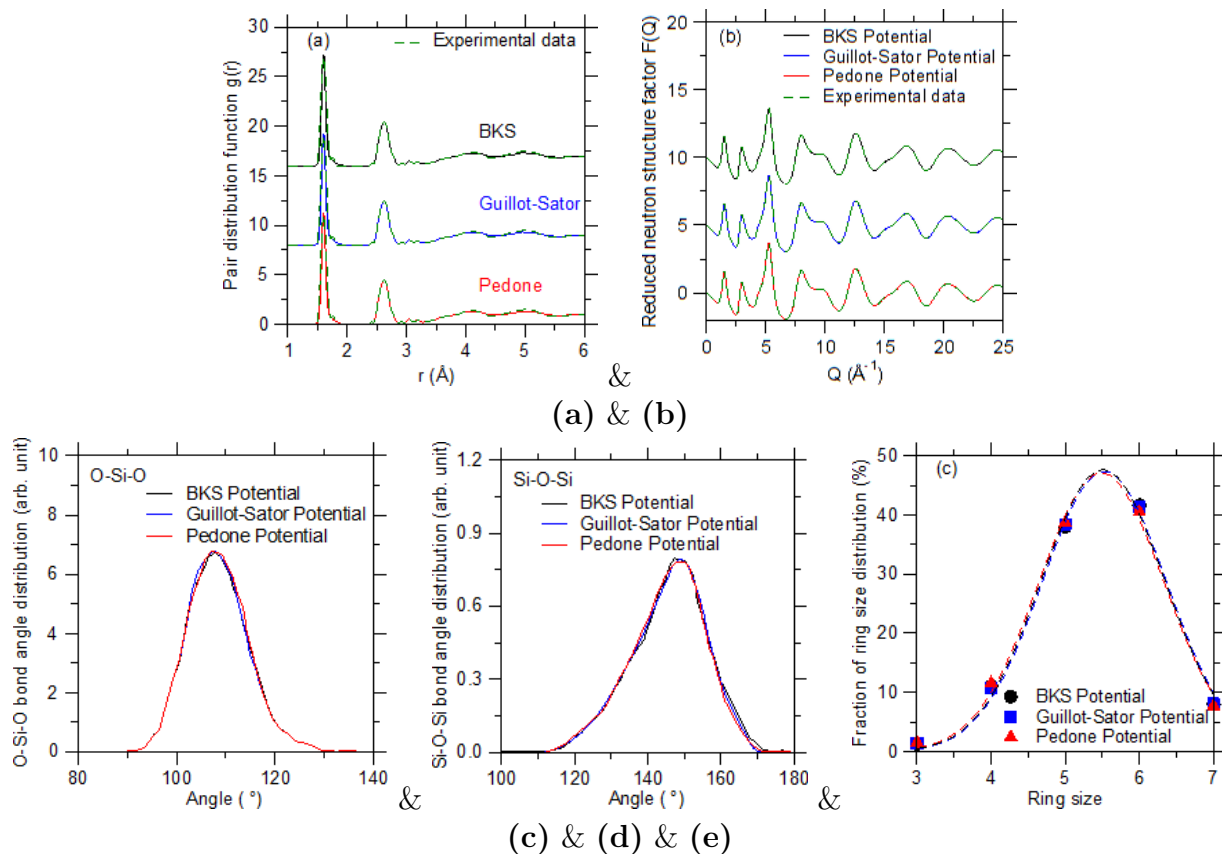 (a)
Experimental data
BKS
Guillot-Sator
Pedone
Pair distribution function g(r)
30
25
20
15
10
5
0
1 2 3 4 5 6
r (Å)
(b)
BKS Potential
Guillot-Sator Potential
Pedone Potential
Experimental data
Reduced neutron structure factor F(Q)
20
15
10
5
0
0 5 10 15 20 25
Q (Å⁻¹)
&
(a) & (b)
O-Si-O
BKS Potential
Guillot-Sator Potential
Pedone Potential
O-Si-O bond angle distribution (arb. unit)
10
8
6
4
2
0
80 100 120 140
Angle ( °)
&
Si-O-Si
BKS Potential
Guillot-Sator Potential
Pedone Potential
Si-O-Si bond angle distribution (arb. unit)
1.2
0.9
0.6
0.3
0.0
100 120 140 160 180
Angle ( °)
&
(c)
BKS Potential
Guillot-Sator Potential
Pedone Potential
Fraction of ring size distribution (%)
50
40
30
20
10
0
3 4 5 6 7
Ring size
(c) & (d) & (e)